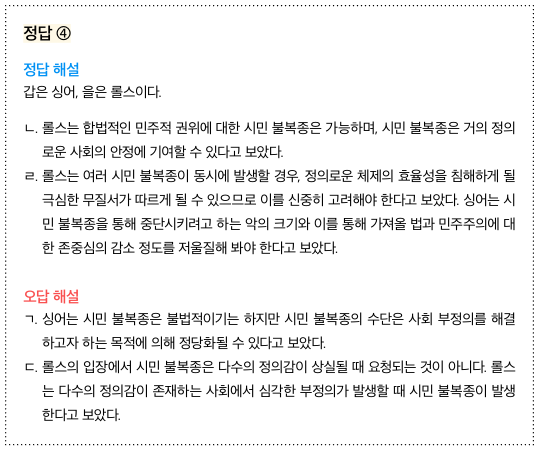 정답 ④
정답 해설
갑은 싱어, 을은 롤스이다.
ㄴ. 롤스는 합법적인 민주적 권위에 대한 시민 불복종은 가능하며, 시민 불복종은 거의 정의
로운 사회의 안정에 기여할 수 있다고 보았다.
ㄹ. 롤스는 여러 시민 불복종이 동시에 발생할 경우, 정의로운 체제의 효율성을 침해하게 될
극심한 무질서가 따르게 될 수 있으므로 이를 신중히 고려해야 한다고 보았다. 싱어는 시
민 불복종을 통해 중단시키려고 하는 악의 크기와 이를 통해 가져올 법과 민주주의에 대
한 존중심의 감소 정도를 저울질해 봐야 한다고 보았다.
오답 해설
ㄱ. 싱어는 시민 불복종은 불법적이기는 하지만 시민 불복종의 수단은 사회 부정의를 해결
하고자 하는 목적에 의해 정당화될 수 있다고 보았다.
ㄷ. 롤스의 입장에서 시민 불복종은 다수의 정의감이 상실될 때 요청되는 것이 아니다. 롤스
는 다수의 정의감이 존재하는 사회에서 심각한 부정의가 발생할 때 시민 불복종이 발생
한다고 보았다.